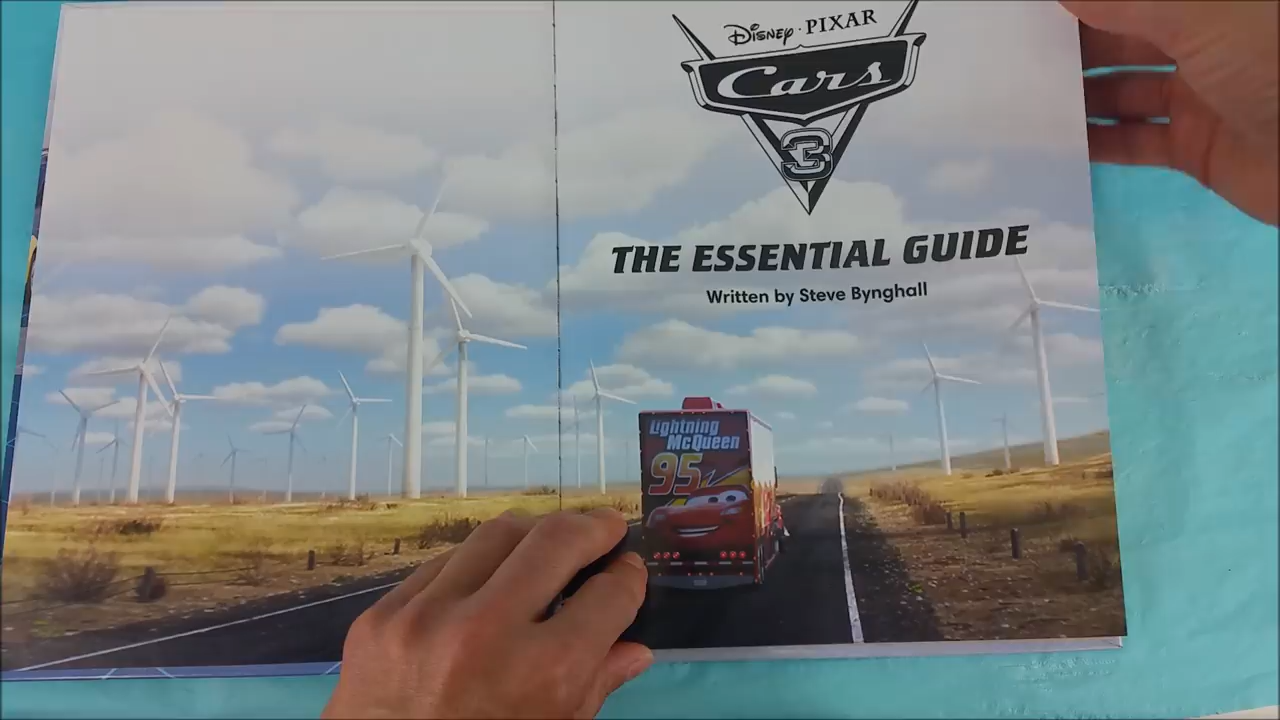 Disney · PIXAR
Cars
3
THE ESSENTIAL GUIDE
Written by Steve Bynghall
Lightning
McQueen
95